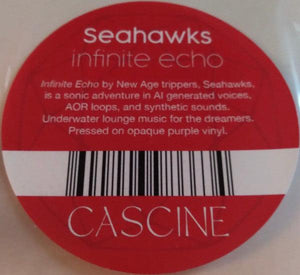 Seahawks
infinite echo
Infinite Echo by New Age trippers, Seahawks,
is a sonic adventure in AI generated voices,
AOR loops, and synthetic sounds.
Underwater lounge music for the dreamers.
Pressed on opaque purple vinyl.
CASCINE